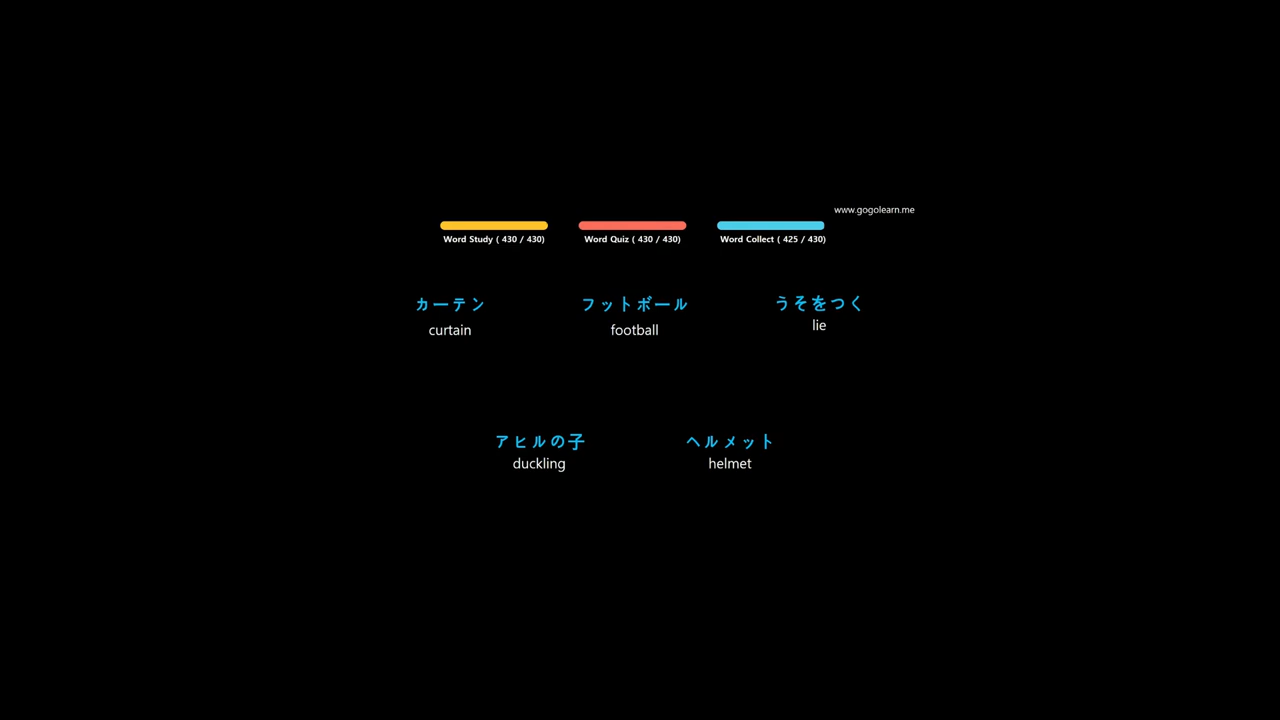 www.gogolearn.me
Word Study ( 430 / 430)
Word Quiz ( 430 / 430)
Word Collect ( 425 / 430)
カーテン
curtain
フットボール
football
うそをつく
lie
アヒルの子
duckling
ヘルメット
helmet